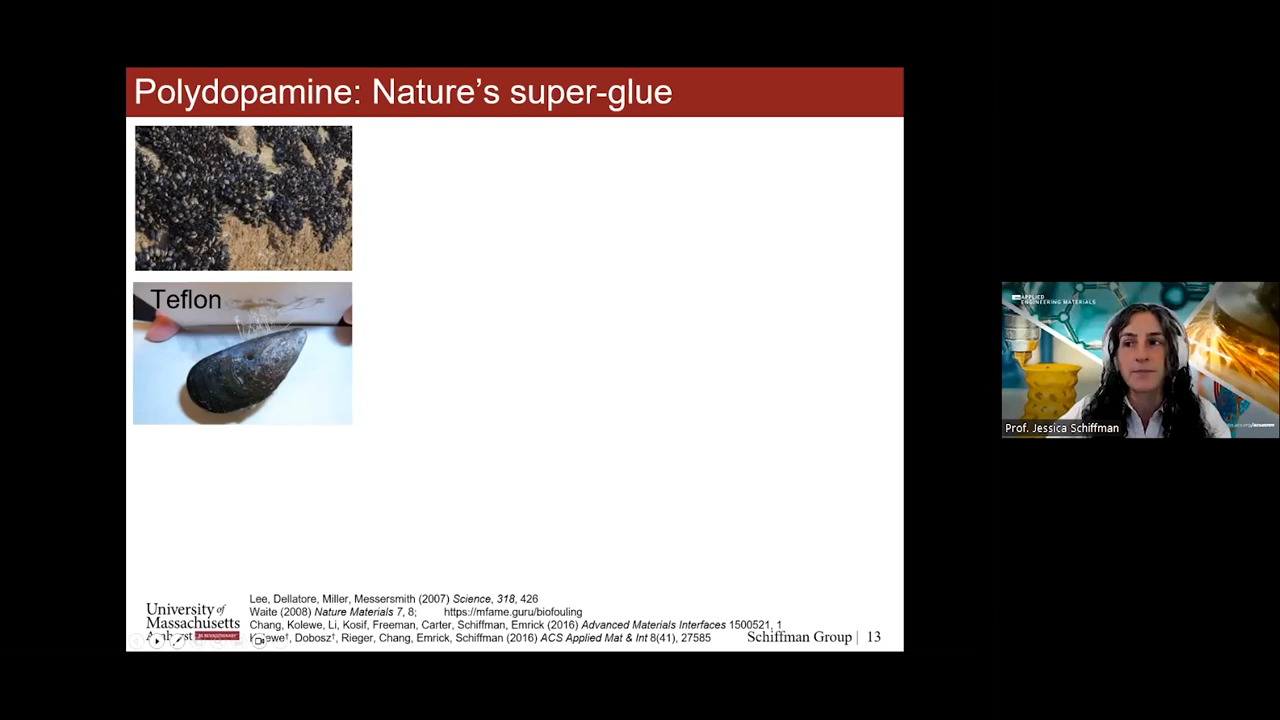 Polydopamine: Nature's super-glue
Teflon
Lee, Dellatore, Miller, Messersmith (2007) Science, 318, 426
Waite (2008) Nature Materials 7, 8; https://mfame.guru/biofouling
Chang, Kolewe, Li, Kosif, Freeman, Carter, Schiffman, Emrick (2016) Advanced Materials Interfaces 1500521, 1
Dobosz†, Rieger, Chang, Emrick, Schiffman (2016) ACS Applied Mat & Int 8(41), 27585
University of
Massachusetts
Amherst BE REVOLUTIONARY
Schiffman Group | 13
APPLIED
ENGINEERING MATERIALS
Prof. Jessica Schiffman